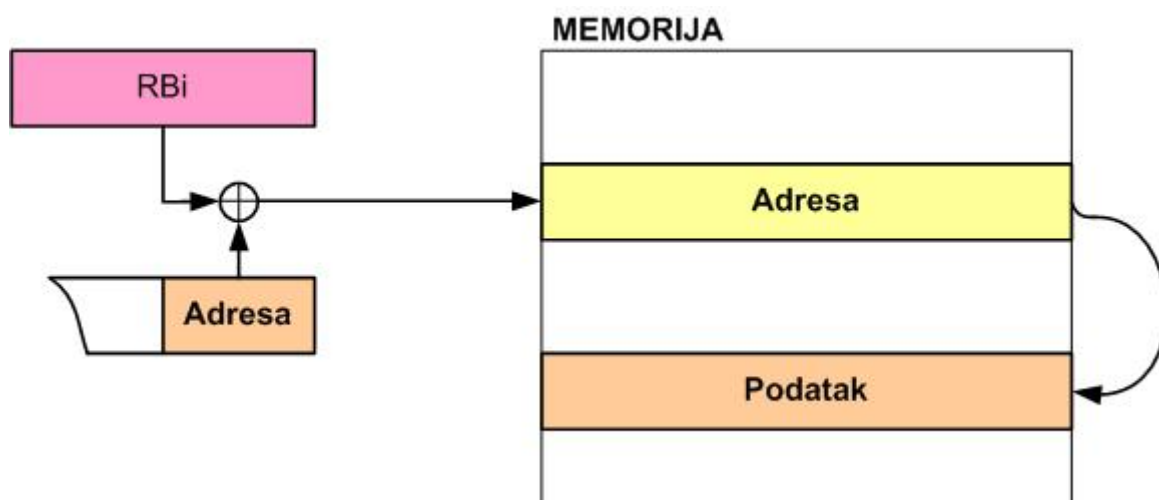 MEMORIJA
RBi
Adresa
Adresa
Podatak